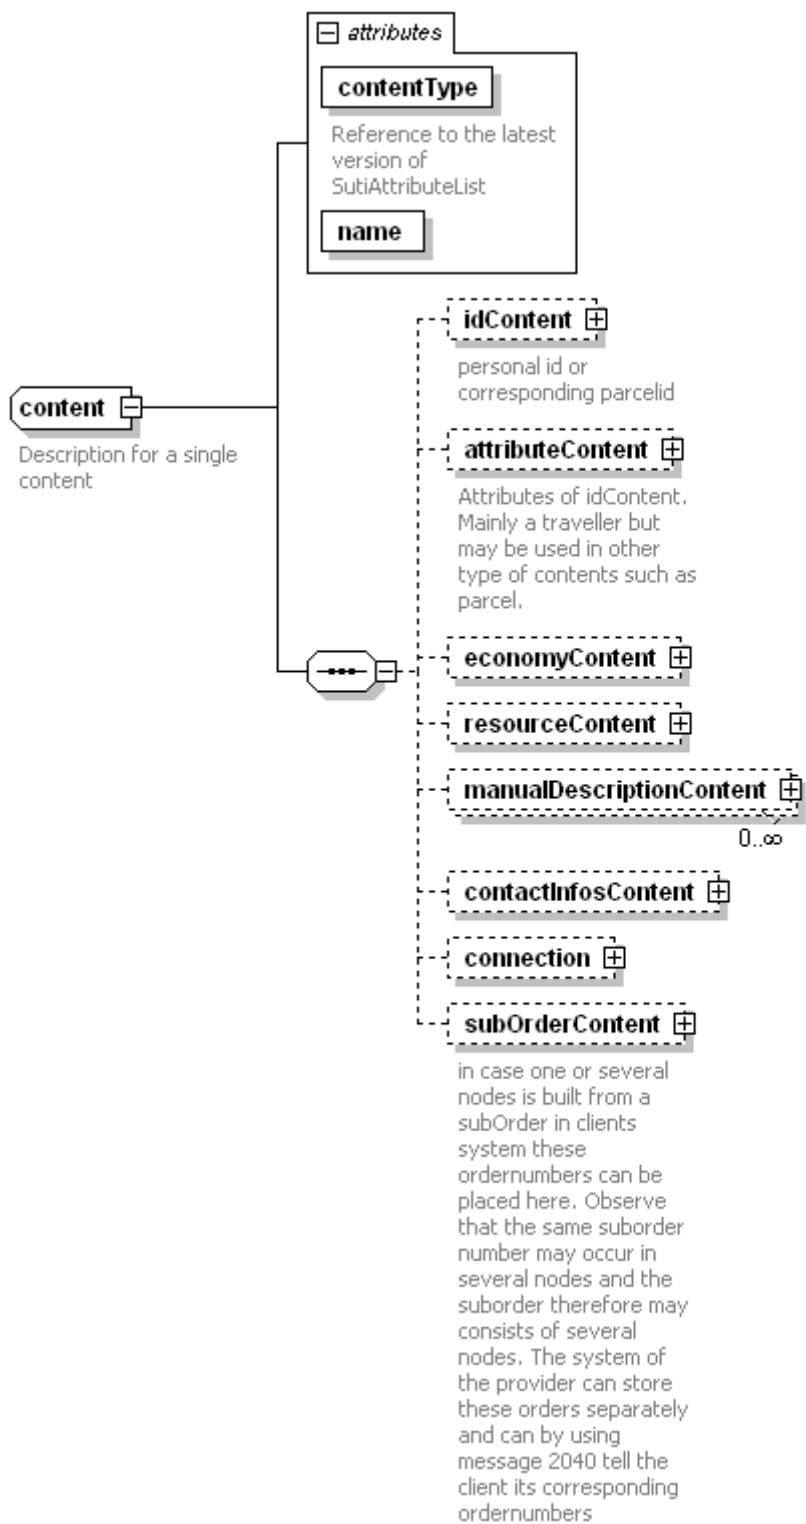 attributes
contentType
Reference to the latest
version of
SutiAttributeList
name
idContent
personal id or
corresponding parcelid
content
Description for a single
content
attributeContent
Attributes of idContent.
Mainly a traveller but
may be used in other
type of contents such as
parcel.
economyContent
resourceContent
manualDescriptionContent
0..∞
contactInfosContent
connection
subOrderContent
in case one or several
nodes is built from a
subOrder in clients
system these
ordernumbers can be
placed here. Observe
that the same suborder
number may occur in
several nodes and the
suborder therefore may
consists of several
nodes. The system of
the provider can store
these orders separately
and can by using
message 2040 tell the
client its corresponding
ordernumbers